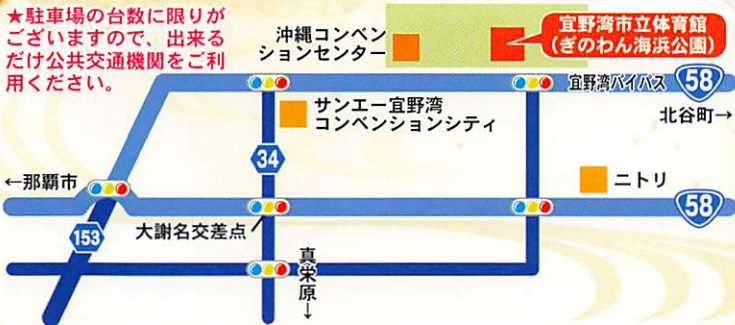 ★駐車場の台数に限りが
ございますので、出来る
だけ公共交通機関をご利
用ください。
沖縄コンベン
ションセンター
宜野湾市立体育館
(ぎのわん海浜公園)
宜野湾バイパス
58
北谷町→
サンエー宜野湾
コンベンションシティ
34
←那覇市
ニトリ
58
153
大謝名交差点
真栄原↓